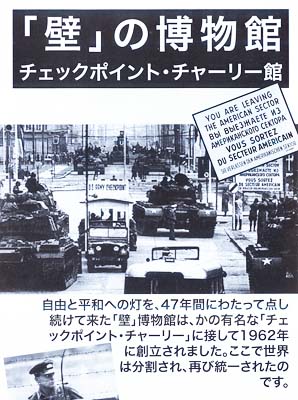 「壁」の博物館
チェックポイント・チャーリー館
YOU ARE LEAVING
THE AMERICAN SECTOR
ВЫ ВЫЕЗЖАЕТЕ ИЗ
АМЕРИКАНСКОГО СЕКТОРА
VOUS SORTEZ
DU SECTEUR AMÉRICAIN
U.S. ARMY CHECKPOINT
自由と平和への灯を、47年間にわたって点し
続けて来た「壁」博物館は、かの有名な「チェ
ックポイント・チャーリー」に接して1962年
に創立されました。ここで世界
は分割され、再び統一されたの
です。